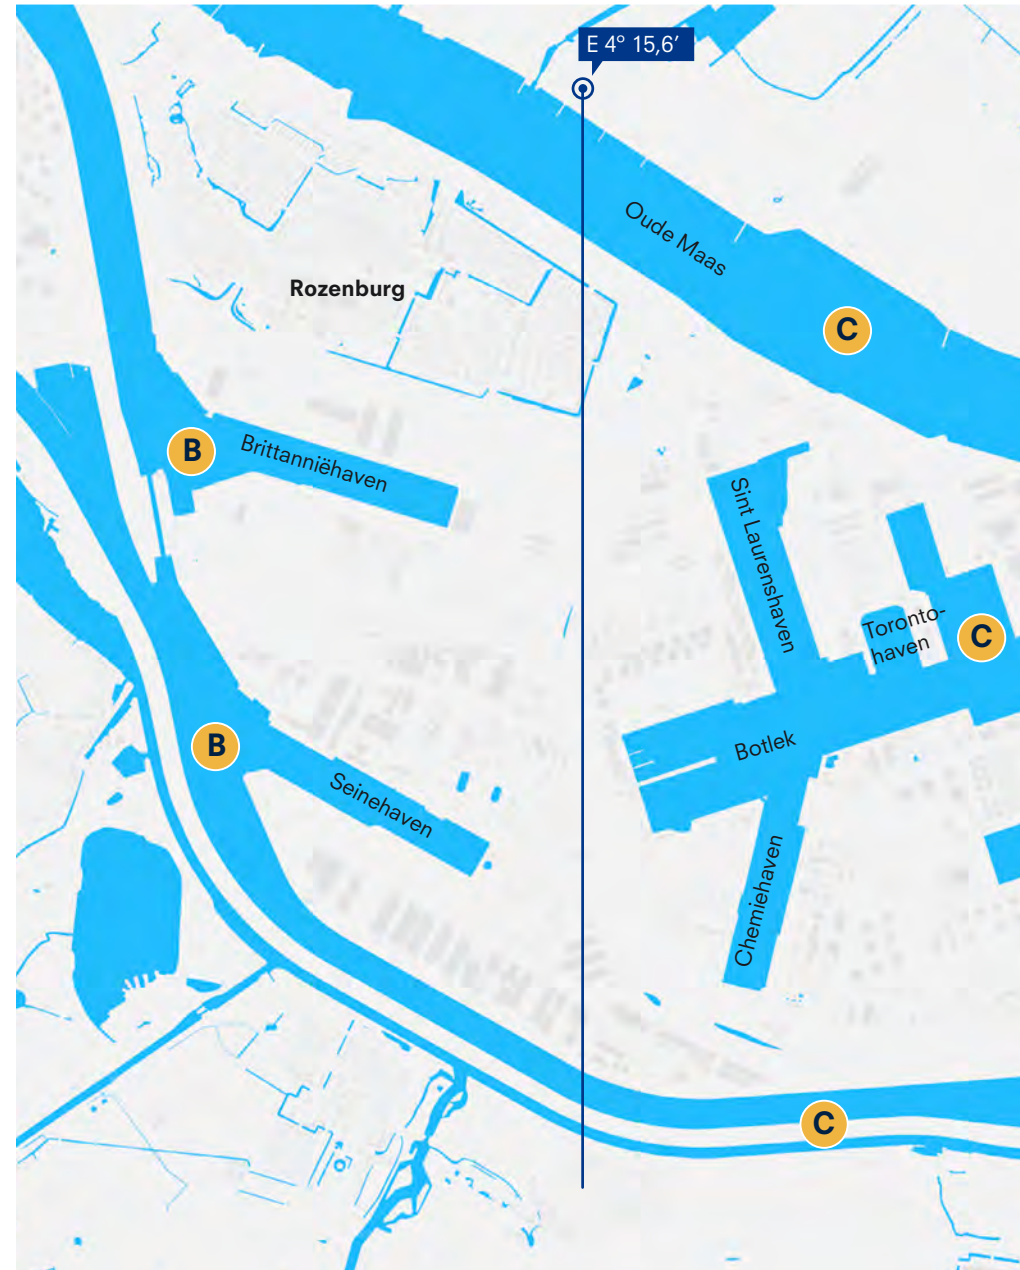 E 4° 15,6′
Oude Maas
Rozenburg
C
B
Brittanniëhaven
Sint Laurenshaven
Toronto-
haven
C
B
Botlek
Seinehaven
Chemiehaven
C